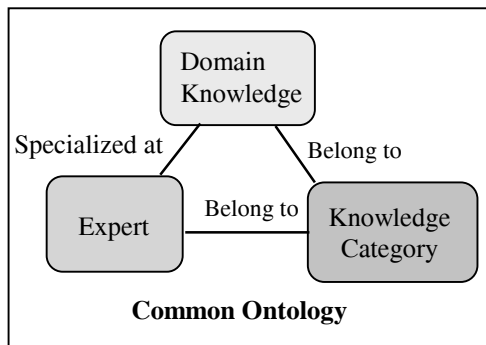 Domain
Knowledge
Specialized at
Belong to
Expert
Belong to
Knowledge
Category
Common Ontology